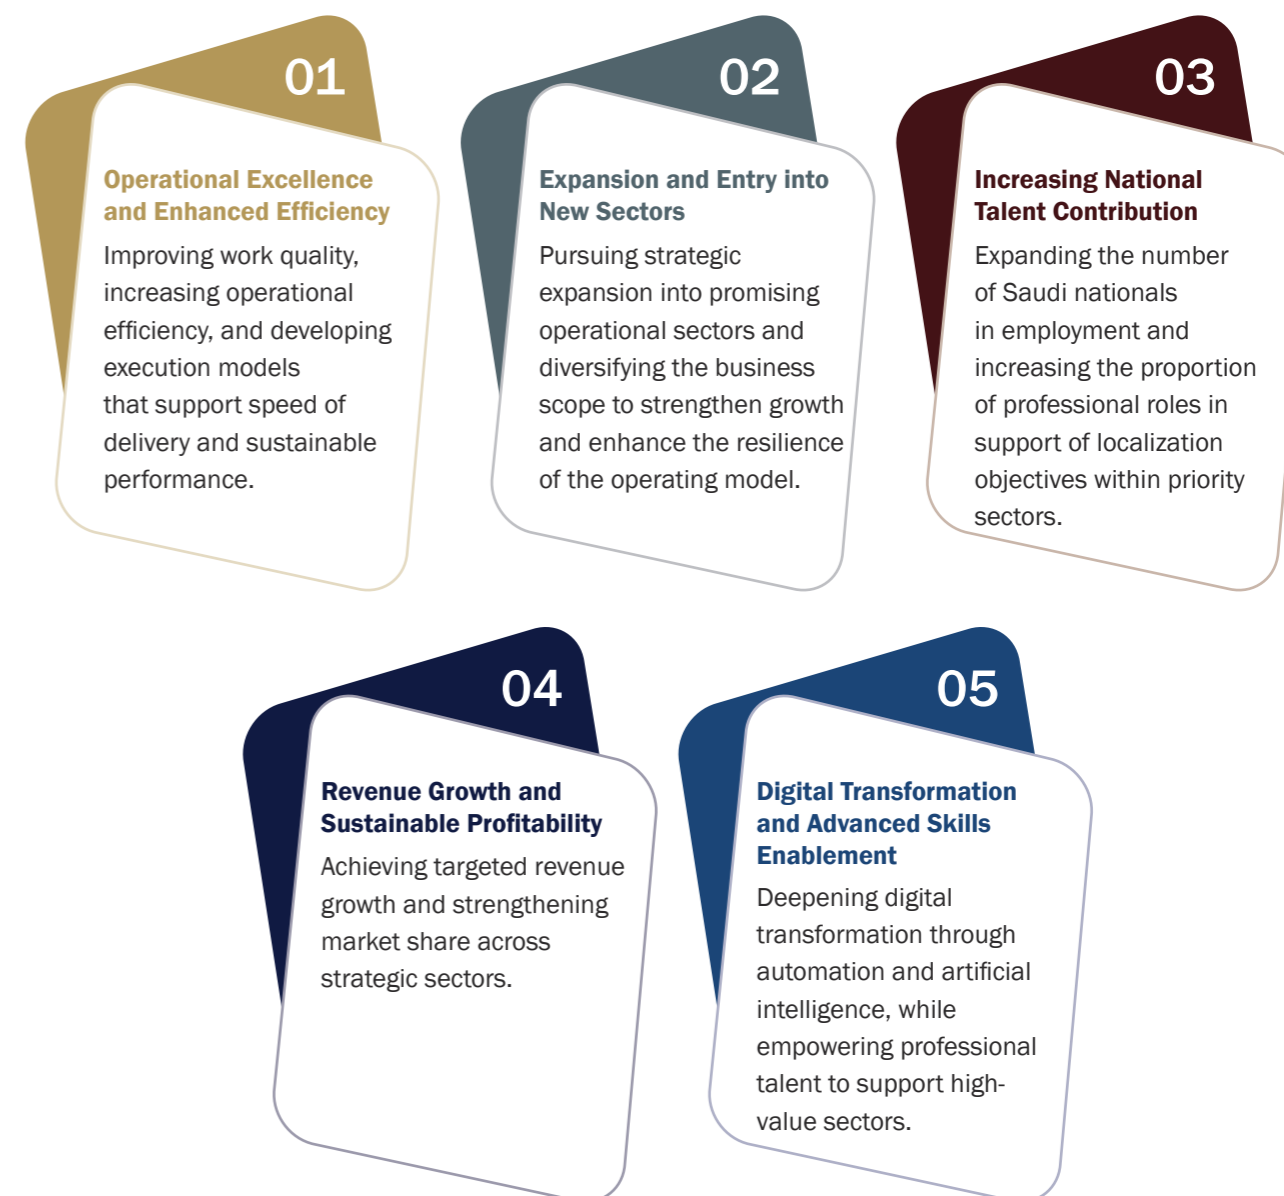 01
Operational Excellence
and Enhanced Efficiency
Improving work quality,
increasing operational
efficiency, and developing
execution models
that support speed of
delivery and sustainable
performance.
02
Expansion and Entry into
New Sectors
Pursuing strategic
expansion into promising
operational sectors and
diversifying the business
scope to strengthen growth
and enhance the resilience
of the operating model.
03
Increasing National
Talent Contribution
Expanding the number
of Saudi nationals
in employment and
increasing the proportion
of professional roles in
support of localization
objectives within priority
sectors.
04
Revenue Growth and
Sustainable Profitability
Achieving targeted revenue
growth and strengthening
market share across
strategic sectors.
05
Digital Transformation
and Advanced Skills
Enablement
Deepening digital
transformation through
automation and artificial
intelligence, while
empowering professional
talent to support high-
value sectors.